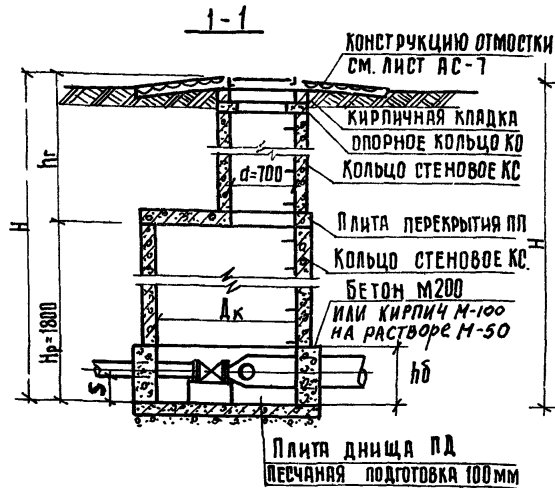 1-1
КОНСТРУКЦИЮ ОТМОСТКИ
СМ. ЛИСТ АС-7
КИРПИЧНАЯ КЛАДКА
ОПОРНОЕ КОЛЬЦО КО
КОЛЬЦО СТЕНОВОЕ КС
d=700
hг
H
H
ПЛИТА ПЕРЕКРЫТИЯ ПП
КОЛЬЦО СТЕНОВОЕ КС.
БЕТОН М200
ИЛИ КИРПИЧ М-100
НА РАСТВОРЕ М-50
Дк
Hр=1800
hб
S
ПЛИТА ДНИЩА ПД
ПЕСЧАНАЯ ПОДГОТОВКА 100ММ